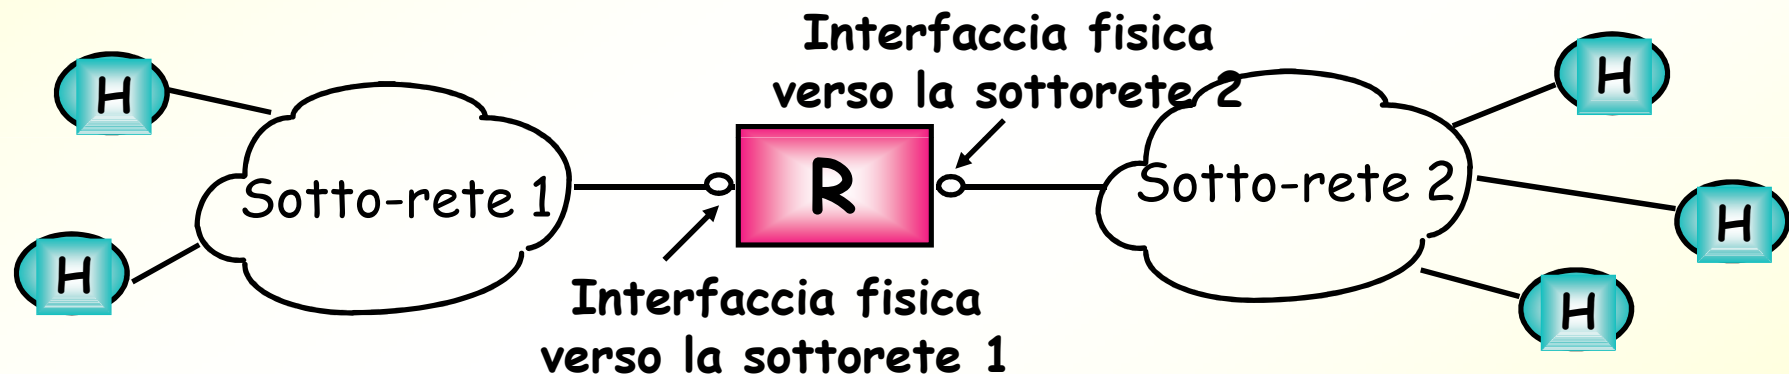 Interfaccia fisica
verso la sottorete 2
H
H
Sotto-rete 1
R
Sotto-rete 2
H
H
H
H
Interfaccia fisica
verso la sottorete 1